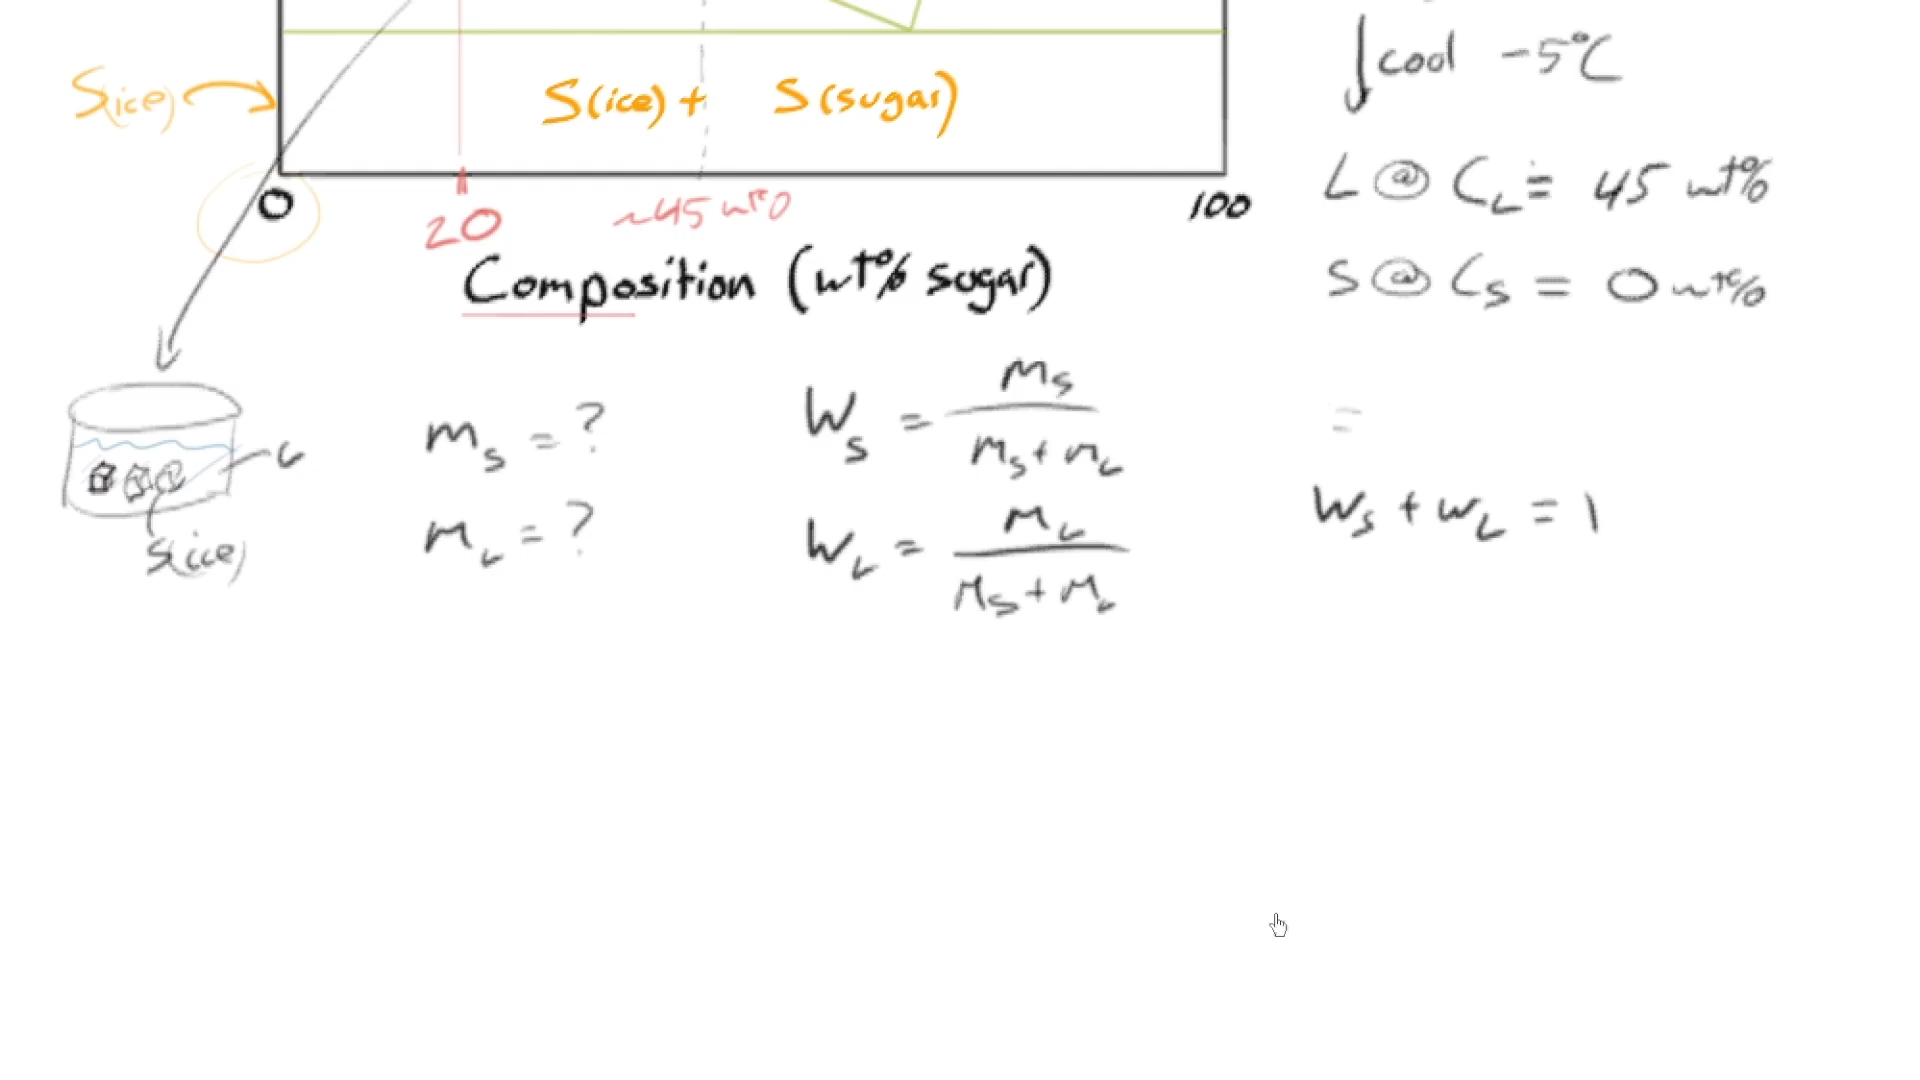 S(ice)
S(ice) + S(sugar)
0
20
~45 wt%
100
Composition (wt% sugar)
cool -5°C
L @ C_L = 45 wt%
S @ C_S = 0 wt%
L
S(ice)
m_S = ?
m_L = ?
W_S = m_S / (m_S + m_L)
W_L = m_L / (m_S + m_L)
=
W_S + W_L = 1